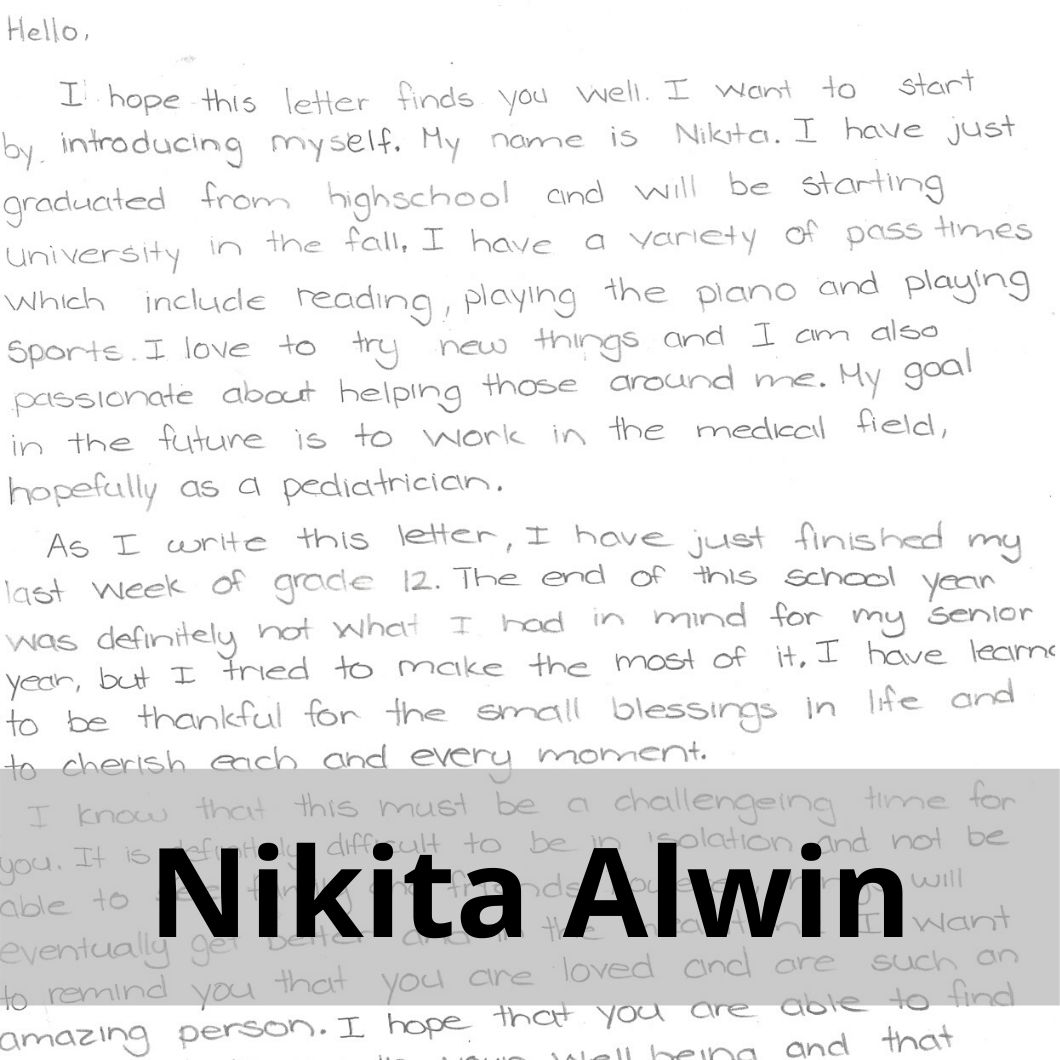 Hello,
I hope this letter finds you well. I want to start
by introducing myself. My name is Nikita. I have just
graduated from highschool and will be starting
university in the fall, I have a variety of pass times
which include reading, playing the piano and playing
sports. I love to try new things and I am also
passionate about helping those around me. My goal
in the future is to work in the medical field,
hopefully as a pediatrician.
As I write this letter, I have just finished my
last week of grade 12. The end of this school year
was definitely not what I had in mind for my senior
year, but I tried to make the most of it. I have learne
to be thankful for the small blessings in life and
to cherish each and every moment.
I know that this must be a challengeing time for
you. It is definitely difficult to be in isolation and not be
able to will
Nikita Alwin
eventually get better and in the I want
to remind you that you are loved and are such an
amazing person. I hope that you are able to find
well being and that